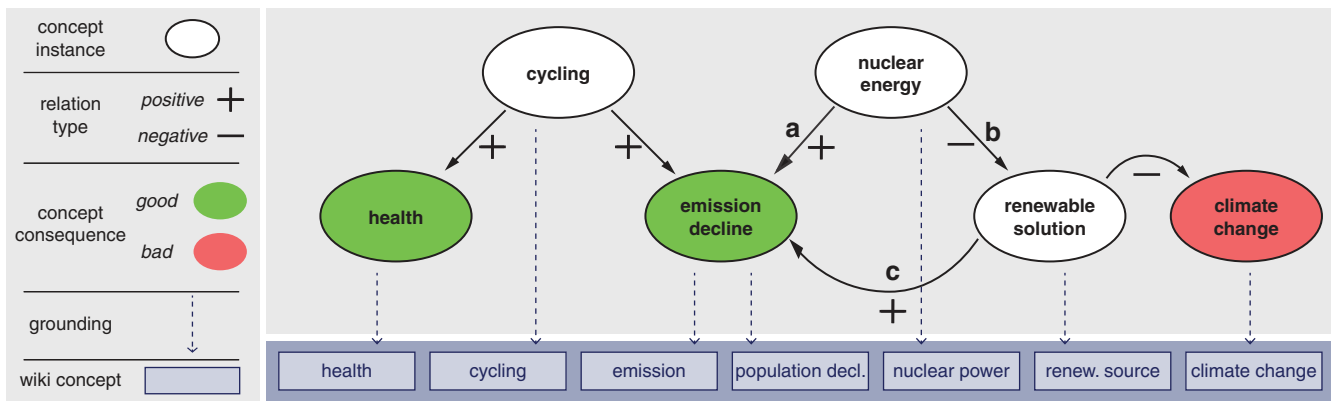 concept
instance
relation
type
positive +
negative —
concept
consequence
good
bad
grounding
wiki concept
cycling
nuclear
energy
a
b
+
+
+
—
—
health
emission
decline
renewable
solution
climate
change
c
+
health
cycling
emission
population decl.
nuclear power
renew. source
climate change